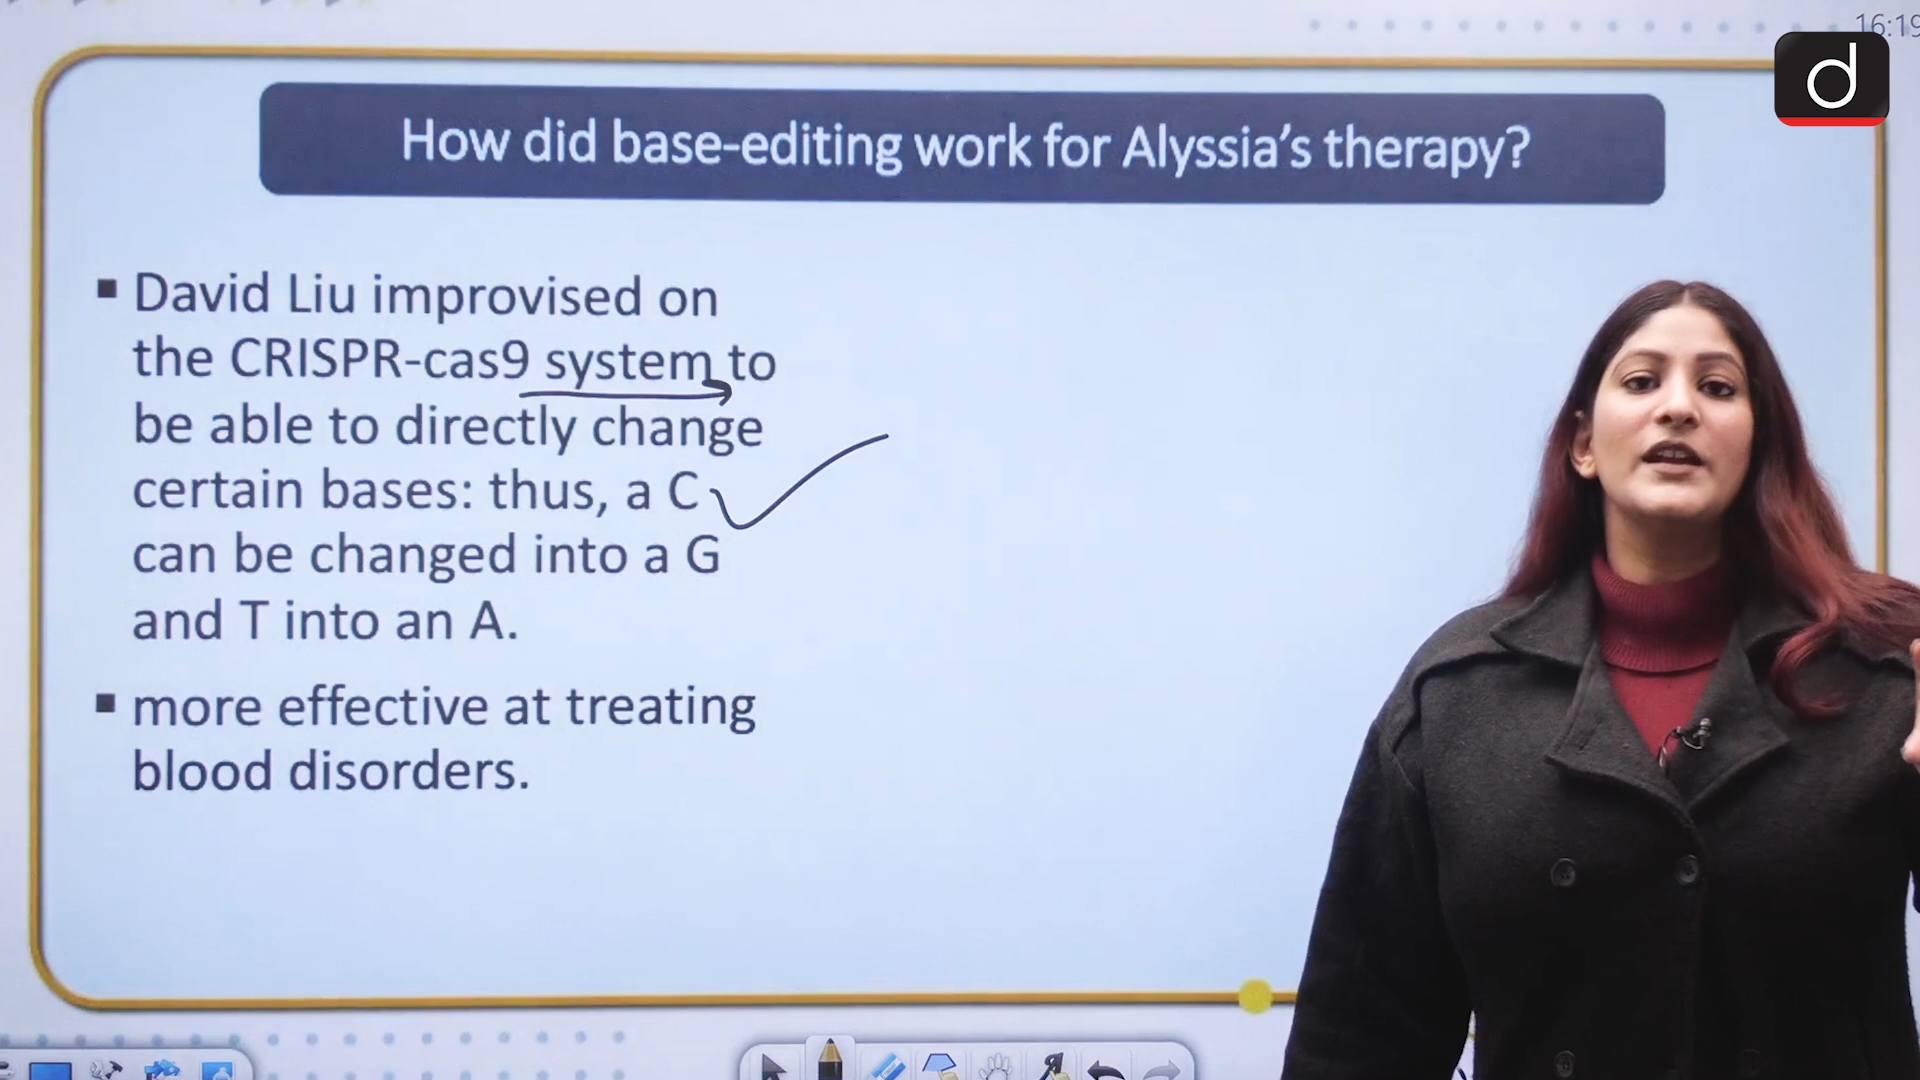 16:19
d
How did base-editing work for Alyssia's therapy?
▪ David Liu improvised on
the CRISPR-cas9 system to
be able to directly change
certain bases: thus, a C
can be changed into a G
and T into an A.
▪ more effective at treating
blood disorders.